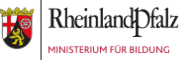 RheinlandPfalz
MINISTERIUM FÜR BILDUNG